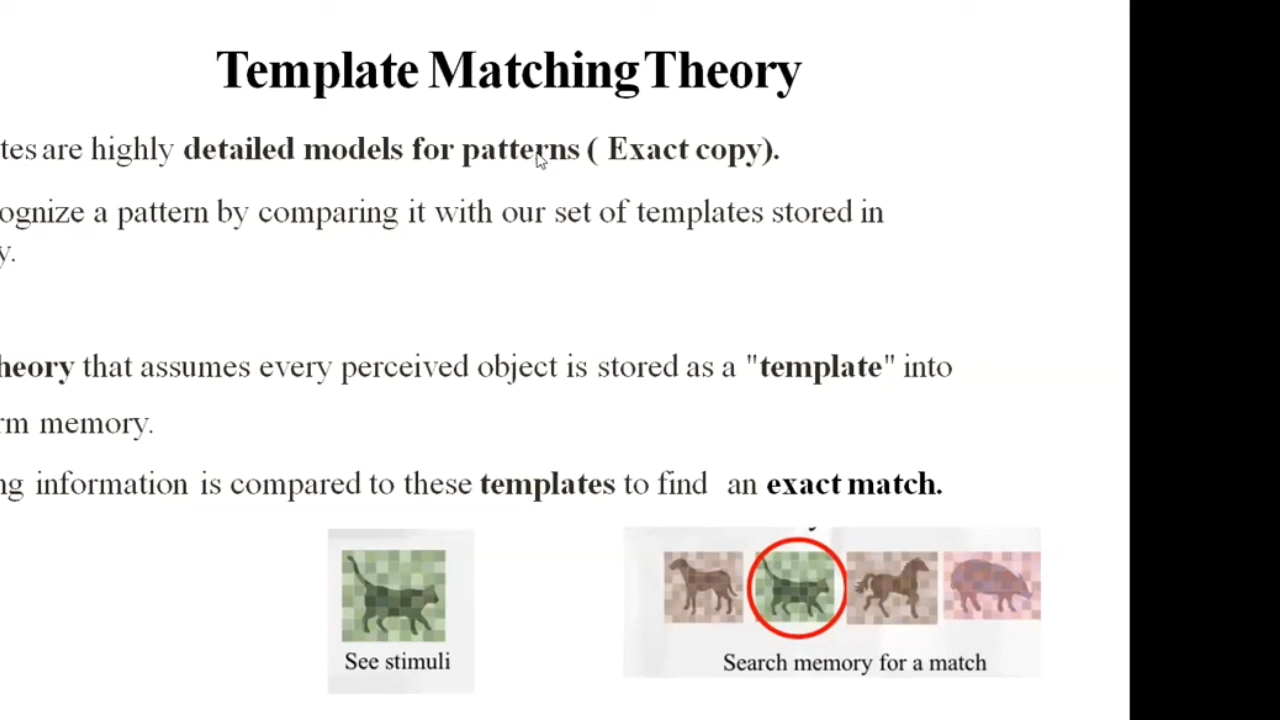 Template Matching Theory
tes are highly detailed models for patterns ( Exact copy).
ognize a pattern by comparing it with our set of templates stored in
y.
heory that assumes every perceived object is stored as a "template" into
rm memory.
ng information is compared to these templates to find an exact match.
See stimuli
Search memory for a match